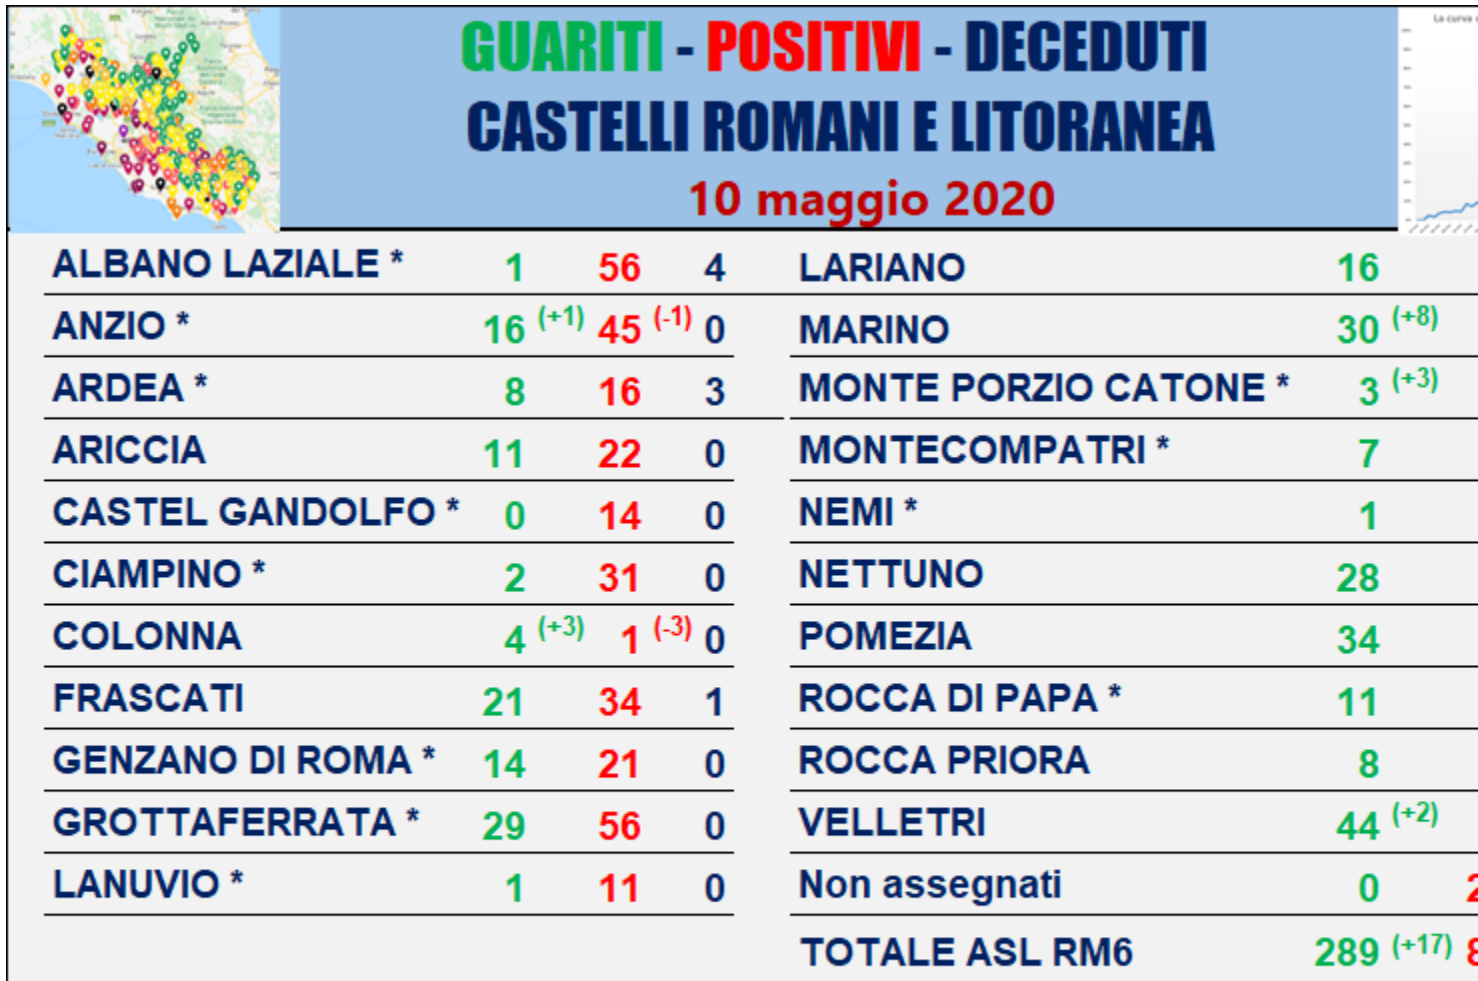 GUARITI - POSITIVI - DECEDUTI
CASTELLI ROMANI E LITORANEA
10 maggio 2020
La curva
ALBANO LAZIALE * 1 56 4
ANZIO * 16 (+1) 45 (-1) 0
ARDEA * 8 16 3
ARICCIA 11 22 0
CASTEL GANDOLFO * 0 14 0
CIAMPINO * 2 31 0
COLONNA 4 (+3) 1 (-3) 0
FRASCATI 21 34 1
GENZANO DI ROMA * 14 21 0
GROTTAFERRATA * 29 56 0
LANUVIO * 1 11 0
LARIANO 16
MARINO 30 (+8)
MONTE PORZIO CATONE * 3 (+3)
MONTECOMPATRI * 7
NEMI * 1
NETTUNO 28
POMEZIA 34
ROCCA DI PAPA * 11
ROCCA PRIORA 8
VELLETRI 44 (+2)
Non assegnati 0 2
TOTALE ASL RM6 289 (+17) 8